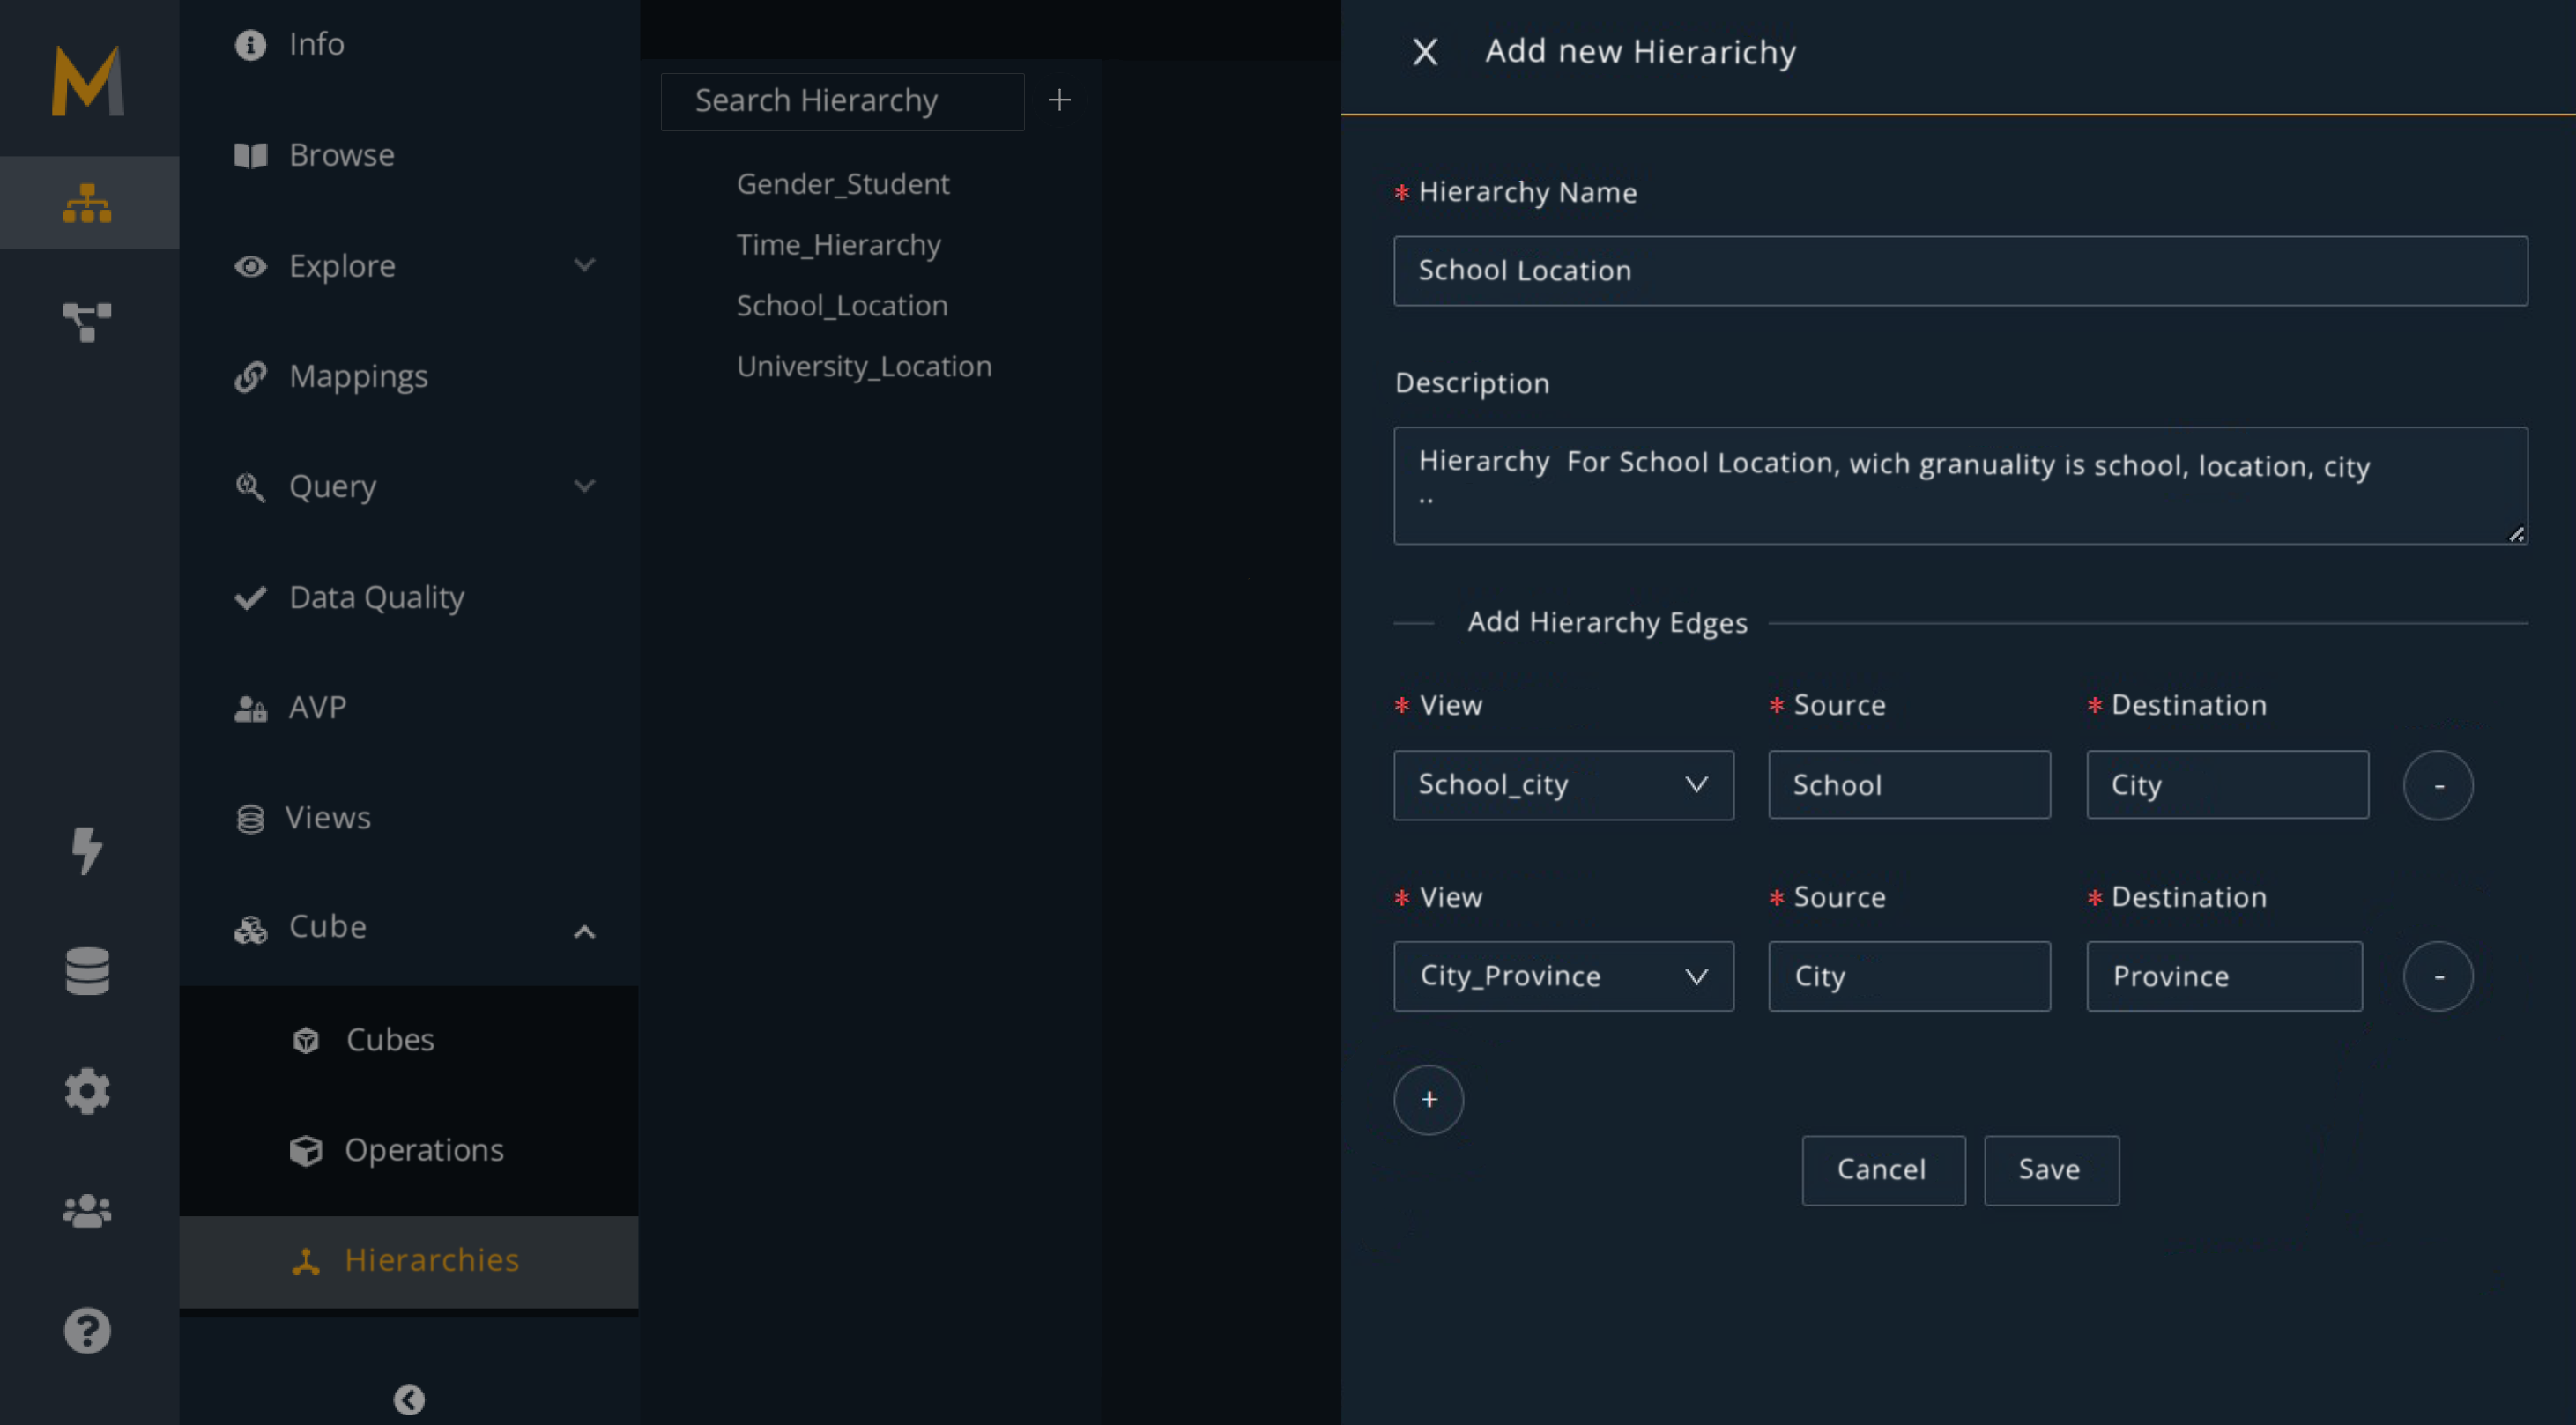 Info
Browse
Explore
Mappings
Query
Data Quality
AVP
Views
Cube
Cubes
Operations
Hierarchies
Search Hierarchy +
Gender_Student
Time_Hierarchy
School_Location
University_Location
Add new Hierarichy
* Hierarchy Name
School Location
Description
Hierarchy For School Location, wich granuality is school, location, city
..
Add Hierarchy Edges
* View * Source * Destination
School_city School City -
* View * Source * Destination
City_Province City Province -
+
Cancel Save